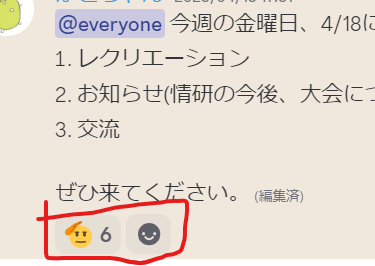 @everyone 今週の金曜日、4/18に
1. レクリエーション
2. お知らせ(情研の今後、大会につ
3. 交流
ぜひ来てください。 (編集済)
6